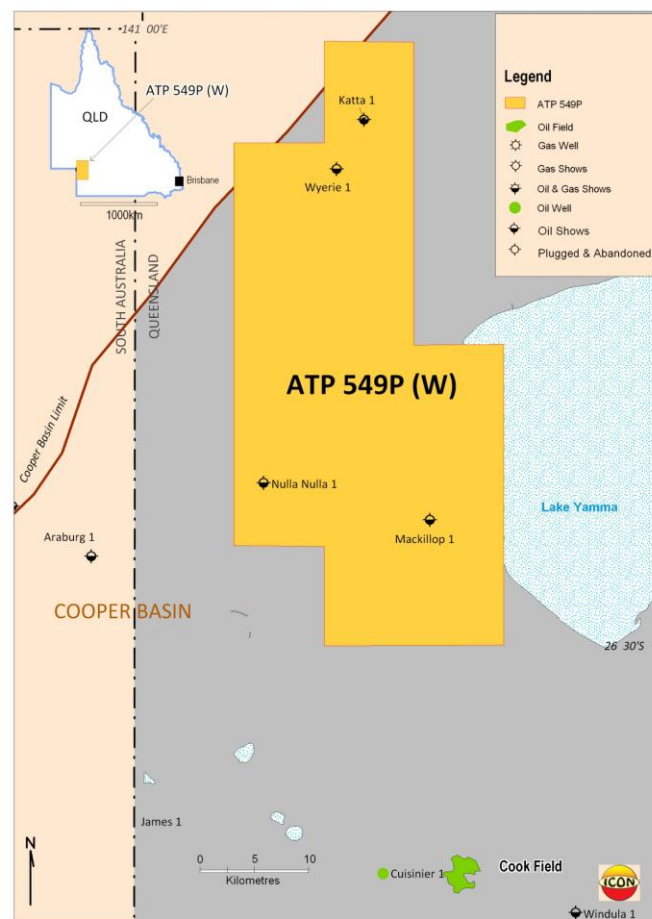 141 00'E
ATP 549P (W)
QLD
Brisbane
1000km
Legend
ATP 549P
Oil Field
Gas Well
Gas Shows
Oil & Gas Shows
Oil Well
Oil Shows
Plugged & Abandoned
Katta 1
Wyerie 1
SOUTH AUSTRALIA
QUEENSLAND
Cooper Basin Limit
ATP 549P (W)
Nulla Nulla 1
Mackillop 1
Lake Yamma
Araburg 1
COOPER BASIN
26 30'S
James 1
N
0 5 10
Kilometres
Cuisinier 1
Cook Field
ICON
Windula 1